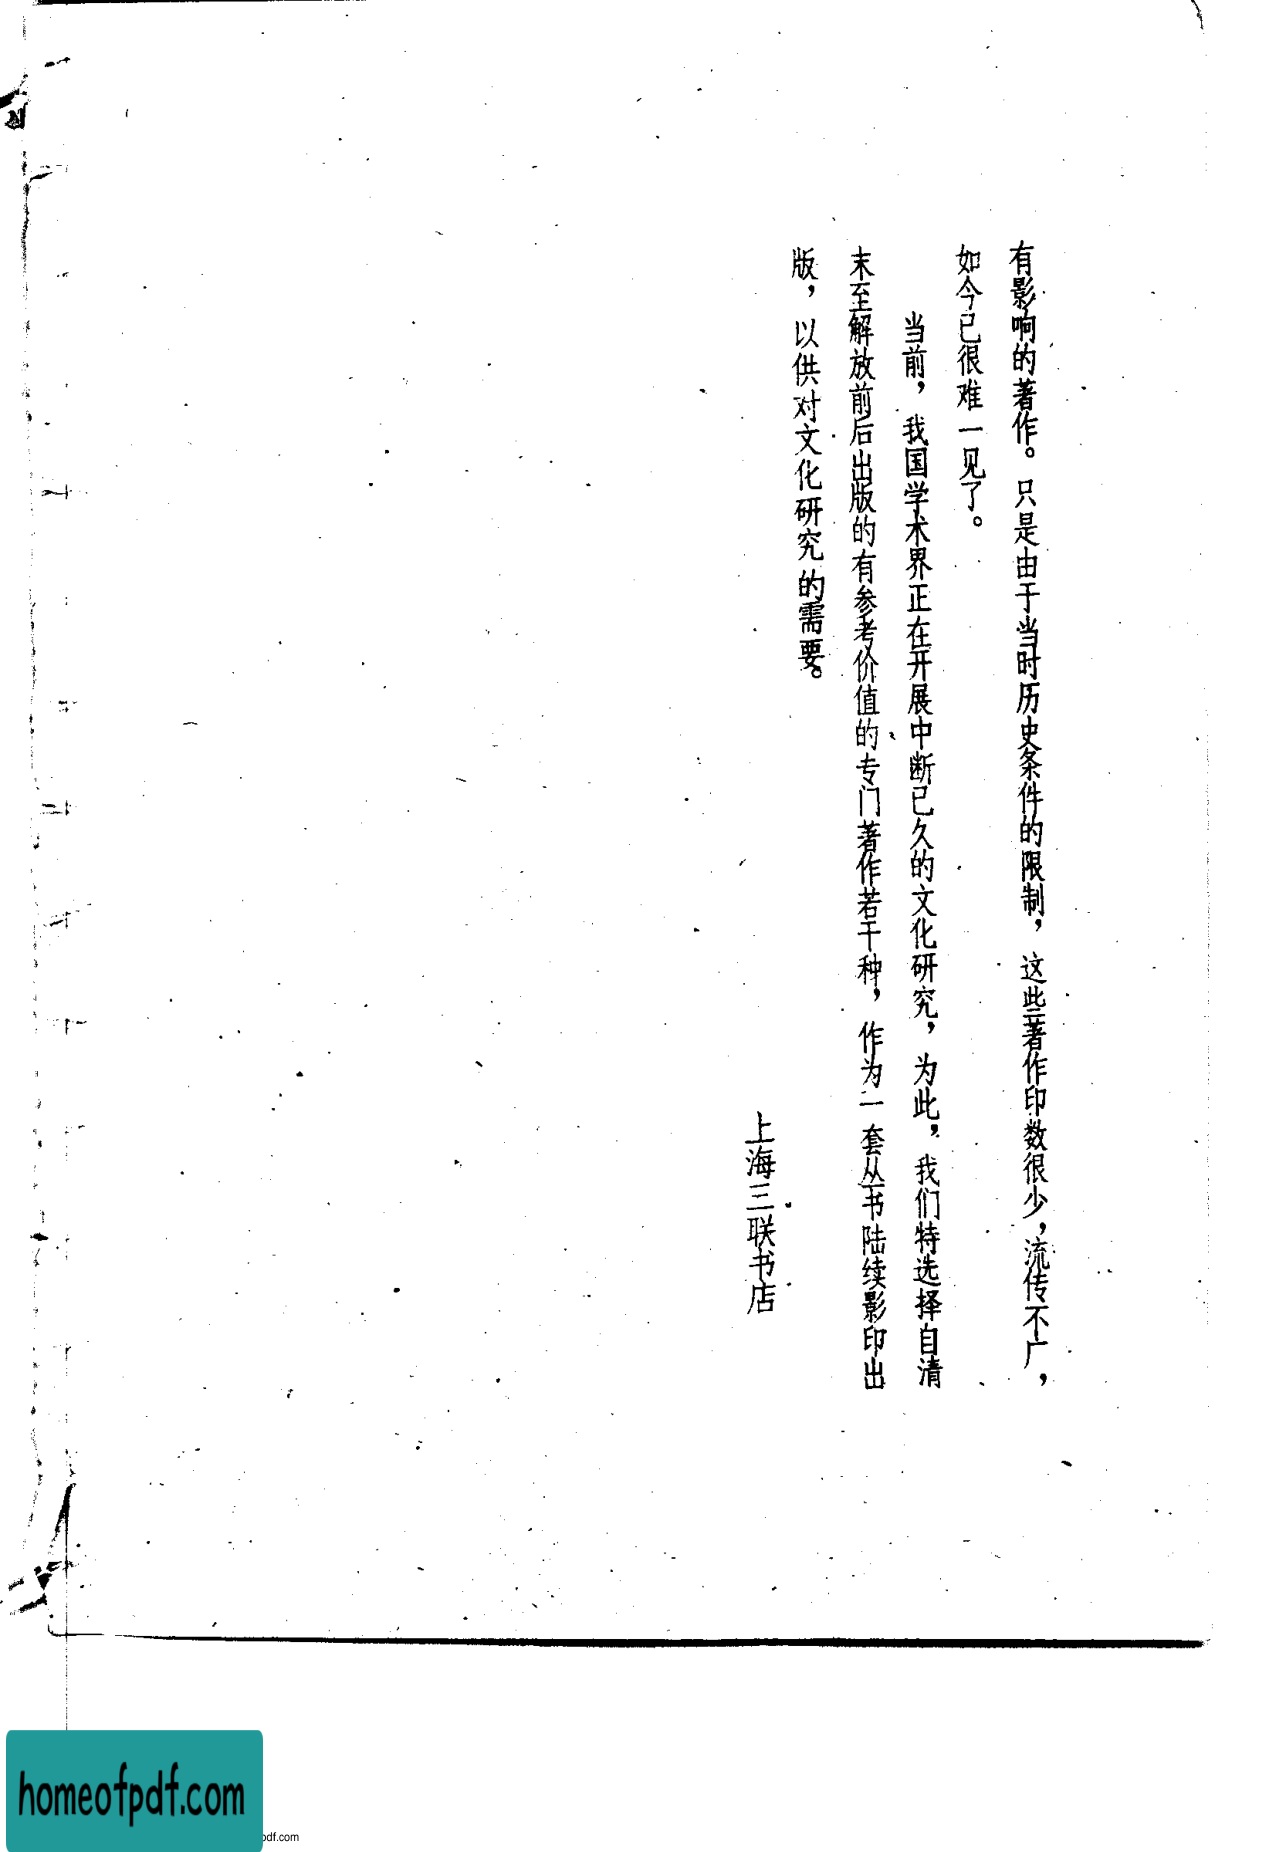 有影响的著作。只是由于当时历史条件的限制，这些著作印数很少，流传不广，
如今已很难一见了。
当前，我国学术界正在开展中断已久的文化研究，为此，我们特选择自清
末至解放前后出版的有参考价值的专门著作若干种，作为一套丛书陆续影印出
版，以供对文化研究的需要。
上海三联书店
homeofpdf.com
pdf.com